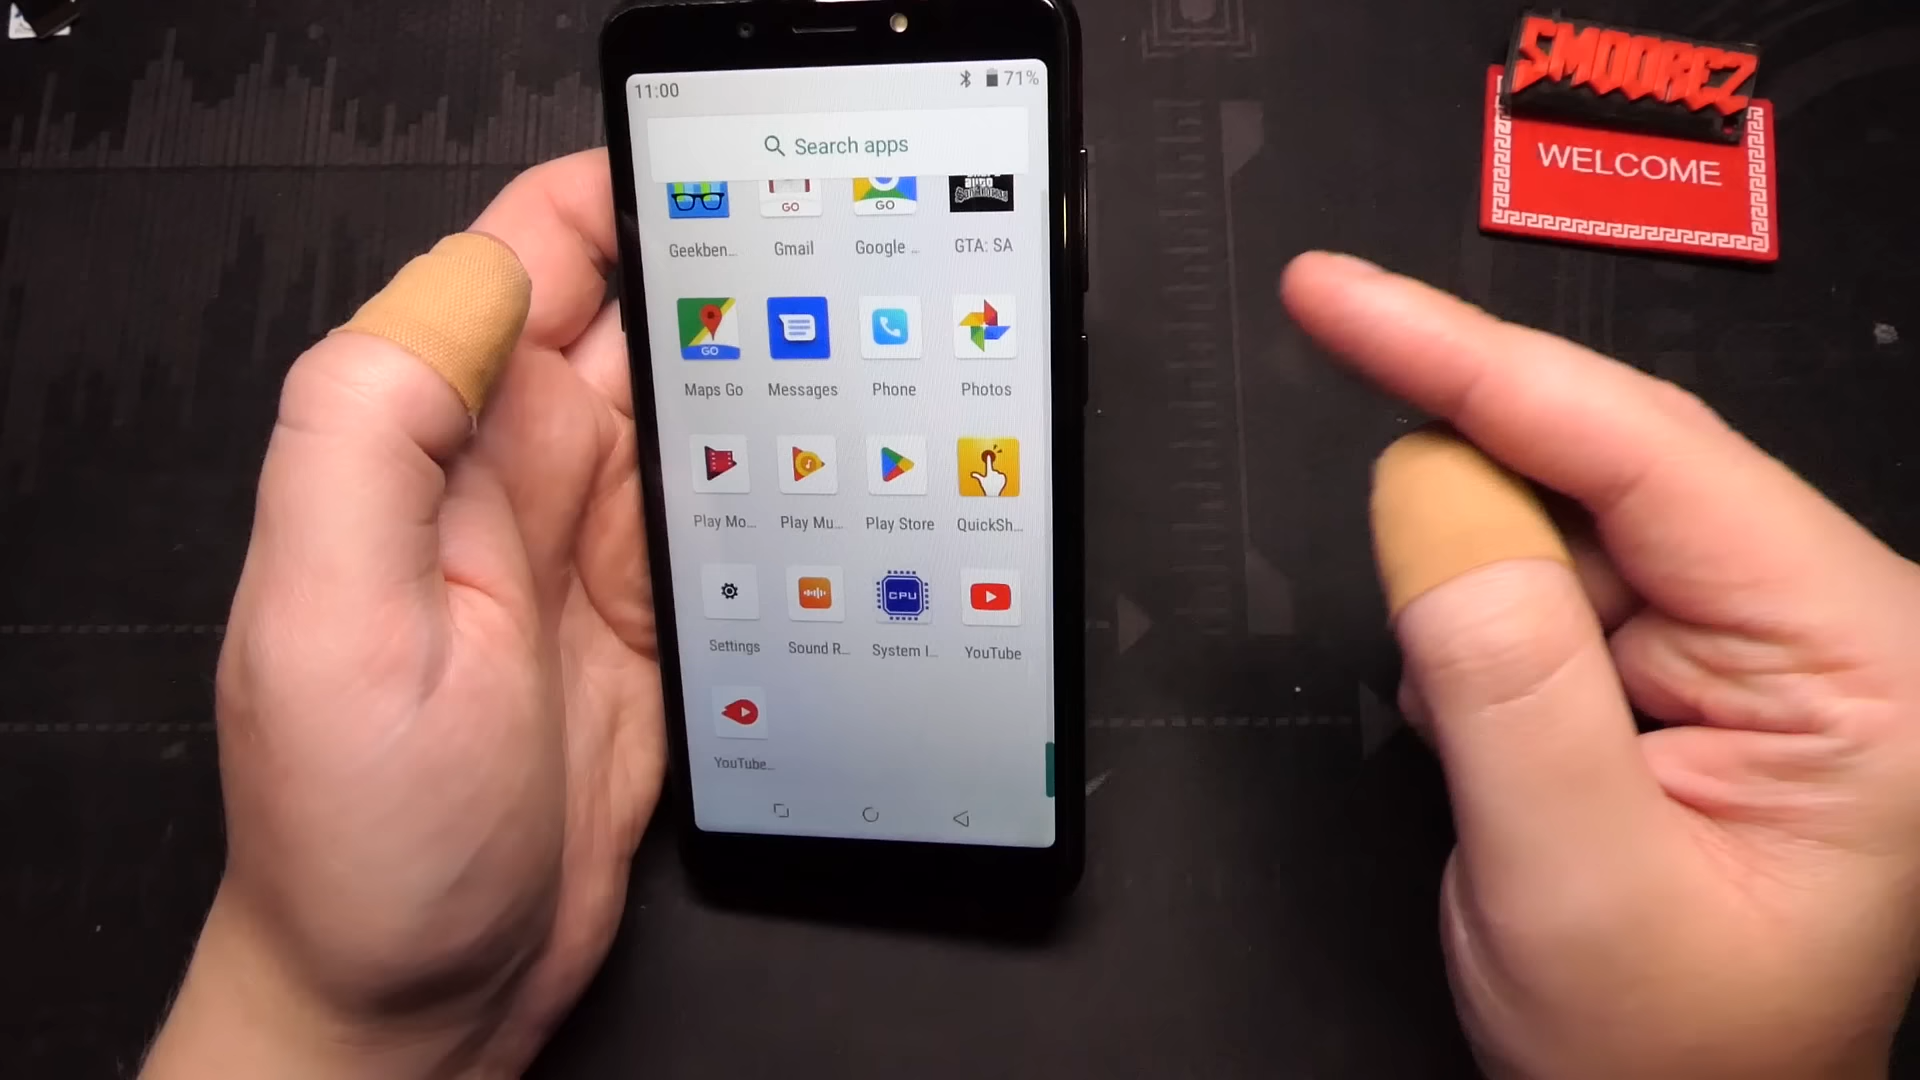 11:00
71%
Search apps
GO
GO
Geekben...
Gmail
Google ...
GTA: SA
GO
Maps Go
Messages
Phone
Photos
Play Mo...
Play Mu...
Play Store
QuickSh...
CPU
Settings
Sound R...
System I...
YouTube
YouTube...
SMOOREZ
WELCOME